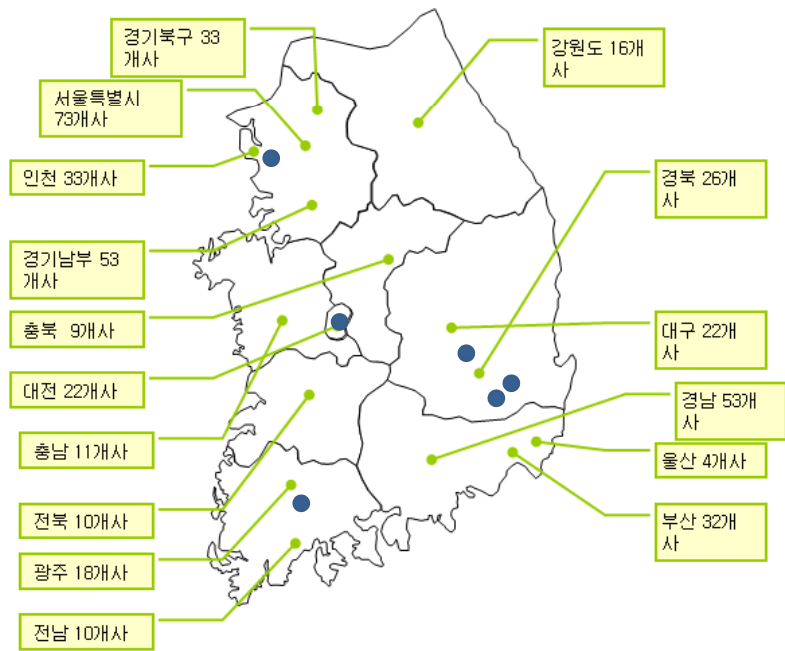 경기북구 33
개사
서울특별시
73개사
인천 33개사
경기남부 53
개사
충북  9개사
대전 22개사
충남 11개사
전북 10개사
광주 18개사
전남 10개사
강원도 16개
사
경북 26개
사
대구 22개
사
경남 53개
사
울산 4개사
부산 32개
사